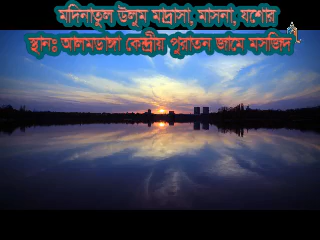 মদিনাতুল উলুম মাদ্রাসা, মাসনা, যশোর
স্থানঃ আলমডাঙ্গা কেন্দ্রীয় পুরাতন জামে মসজিদ